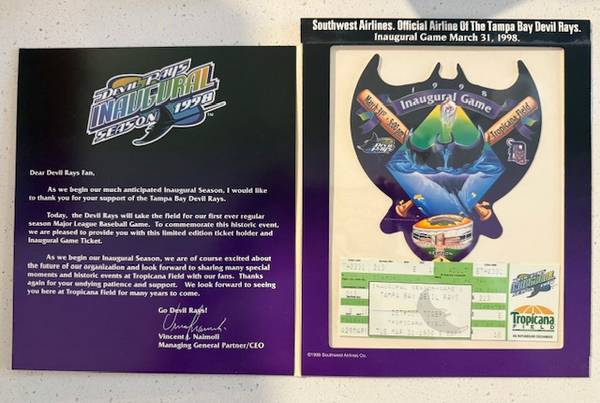 DEVIL RAYS
INAUGURAL
SEASON 1998
TM
Dear Devil Rays Fan,
As we begin our much anticipated Inaugural Season, I would like
to thank you for your support of the Tampa Bay Devil Rays.
Today, the Devil Rays will take the field for our first ever regular
season Major League Baseball Game. To commemorate this historic event,
we are pleased to provide you with this limited edition ticket holder and
Inaugural Game Ticket.
As we begin our Inaugural Season, we are of course excited about
the future of our organization and look forward to sharing many special
moments and historic events at Tropicana Field with our fans. Thanks
again for your undying patience and support. We look forward to seeing
you here at Tropicana Field for many years to come.
Go Devil Rays!
Vincent J. Naimoli
Managing General Partner/CEO
Southwest Airlines. Official Airline Of The Tampa Bay Devil Rays.
Inaugural Game March 31, 1998.
1998
Inaugural Game
March 31st
Tropicana Field
INAUGURAL SEASON
TAMPA BAY DEVIL RAYS
213
ADULT
Tropicana
FIELD
©1998 Southwest Airlines Co.